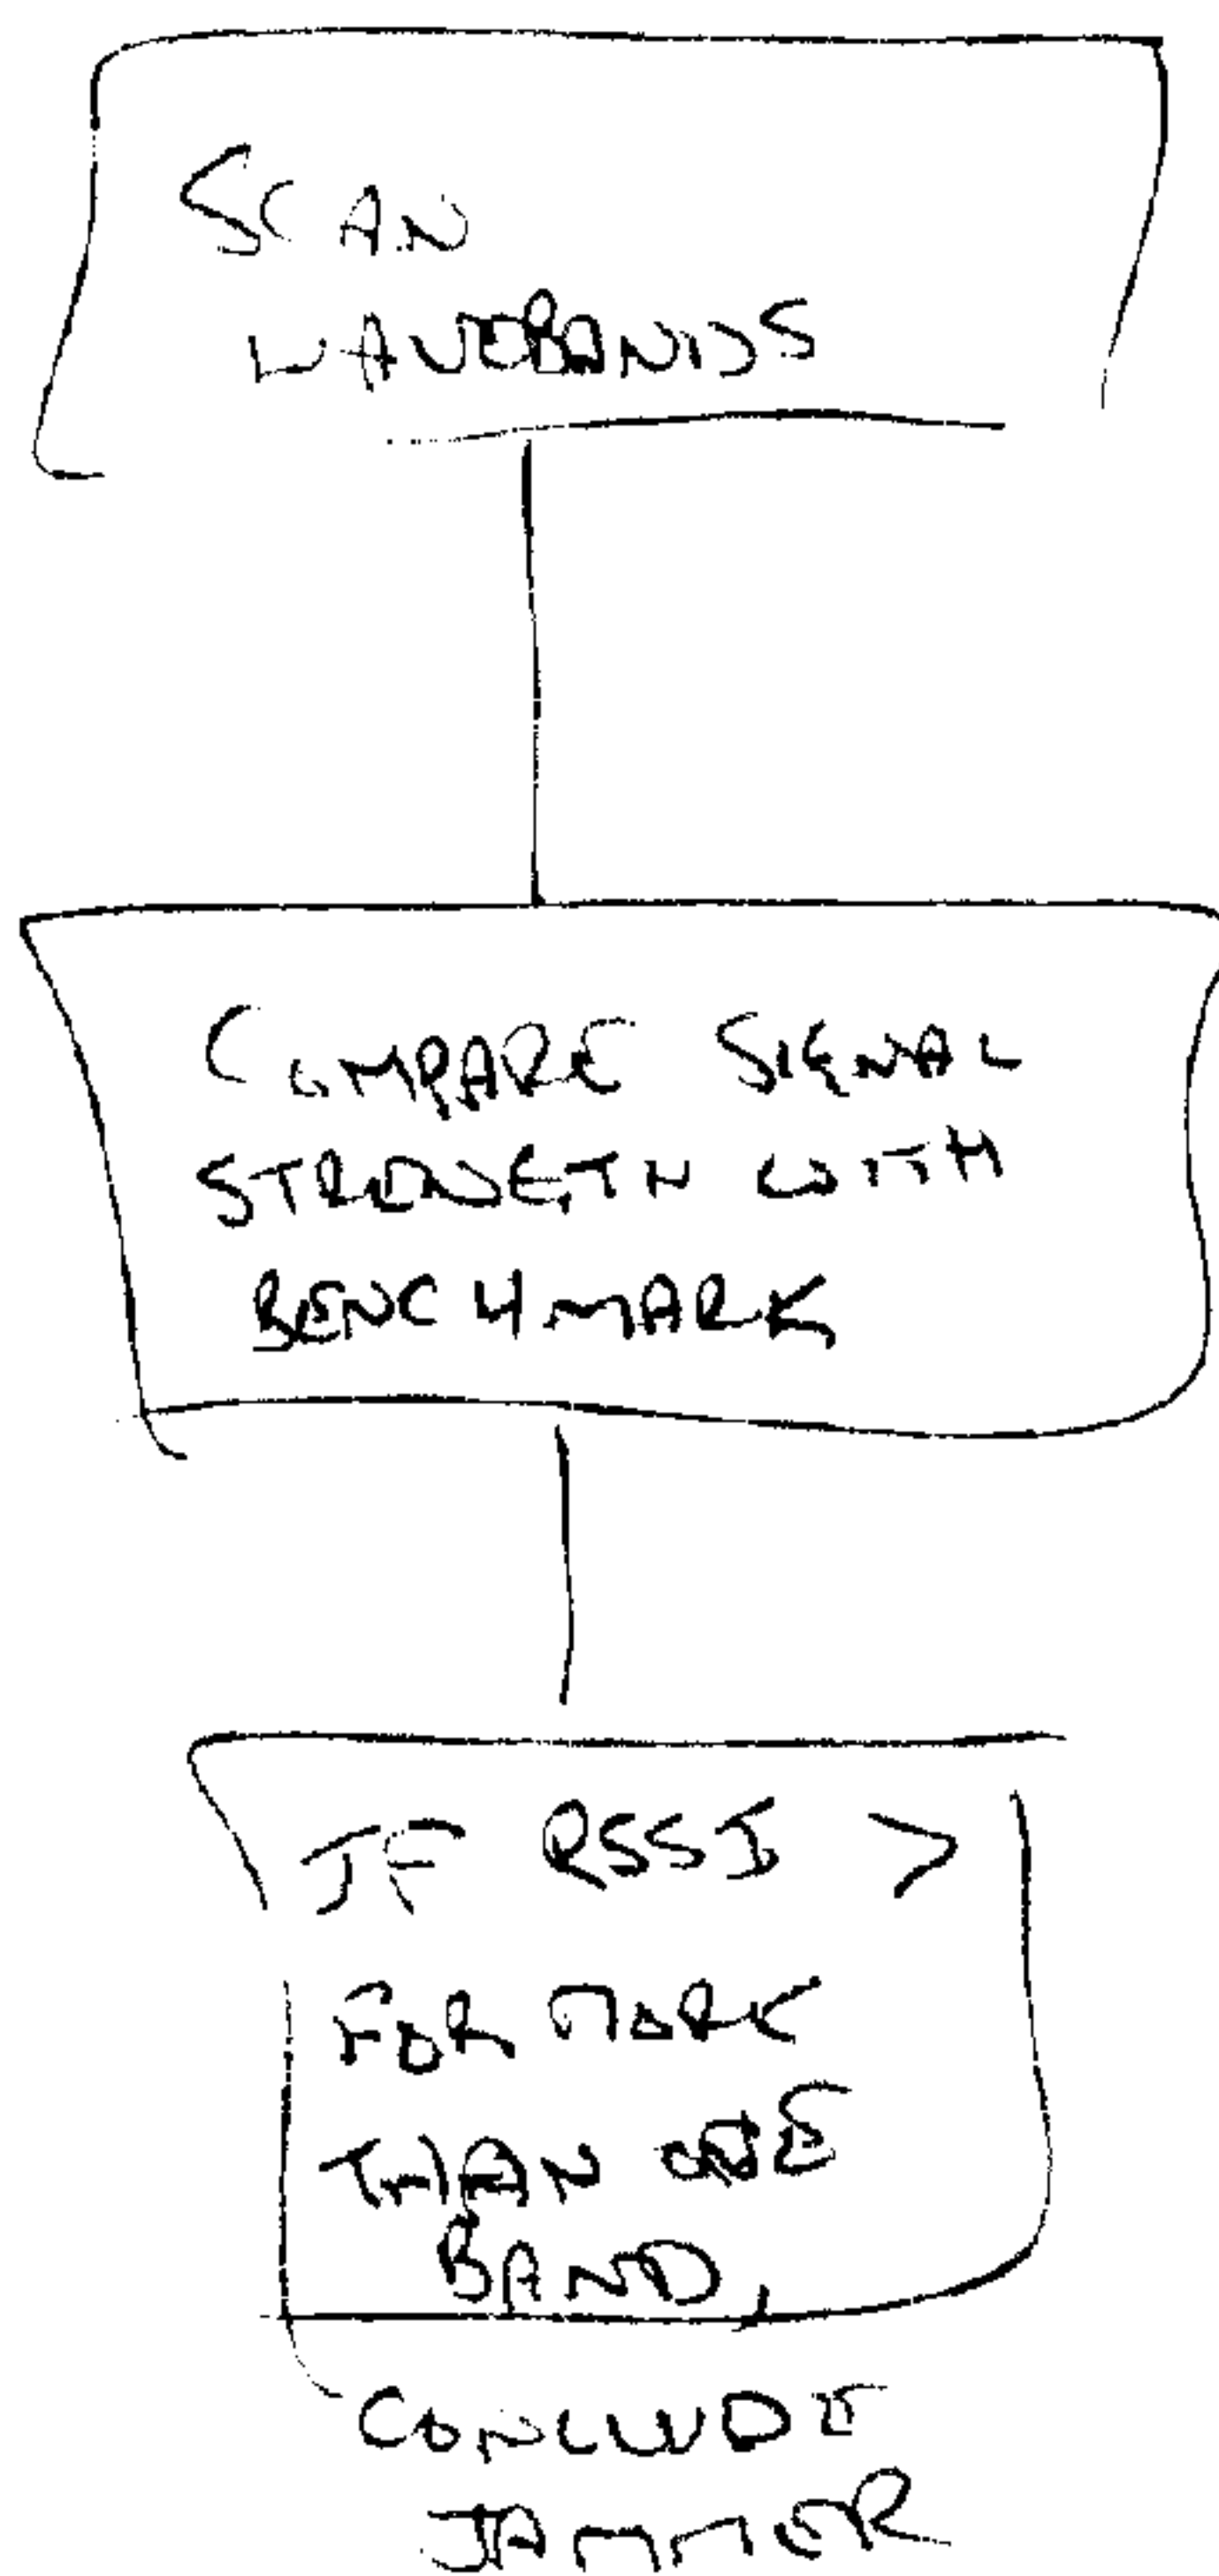 SCAN
WAVEBANDS
COMPARE SIGNAL
STRENGTH WITH
BENCHMARK
IF RSSI >
FOR MORE
THAN ONE
BAND,
CONCLUDE
JAMMER